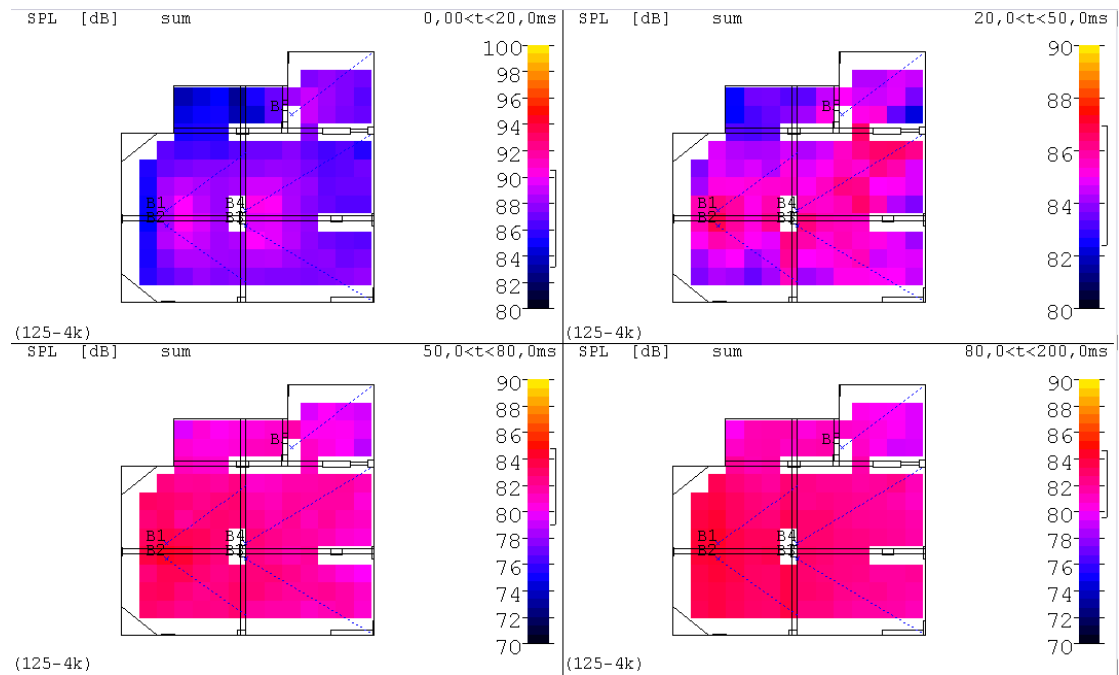 SPL [dB] sum 0,00<t<20,0ms
100
98
96
94
92
90
88
86
84
82
80
B
B1
B2
B4
B3
(125-4k)
SPL [dB] sum 20,0<t<50,0ms
90
88
86
84
82
80
B
B1
B2
B4
B3
(125-4k)
SPL [dB] sum 50,0<t<80,0ms
90
88
86
84
82
80
78
76
74
72
70
B
B1
B2
B4
B3
(125-4k)
SPL [dB] sum 80,0<t<200,0ms
90
88
86
84
82
80
78
76
74
72
70
B
B1
B2
B4
B3
(125-4k)